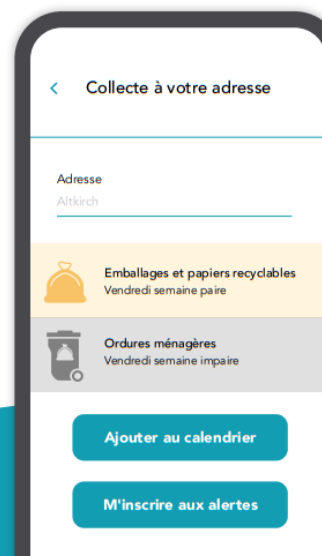 Collecte à votre adresse
Adresse
Altkirch
Emballages et papiers recyclables
Vendredi semaine paire
Ordures ménagères
Vendredi semaine impaire
Ajouter au calendrier
M'inscrire aux alertes